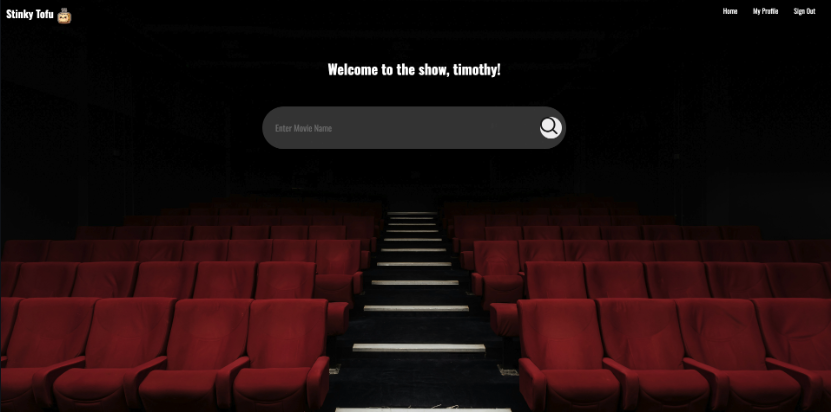 Stinky Tofu
Home My Profile Sign Out
Welcome to the show, timothy!
Enter Movie Name